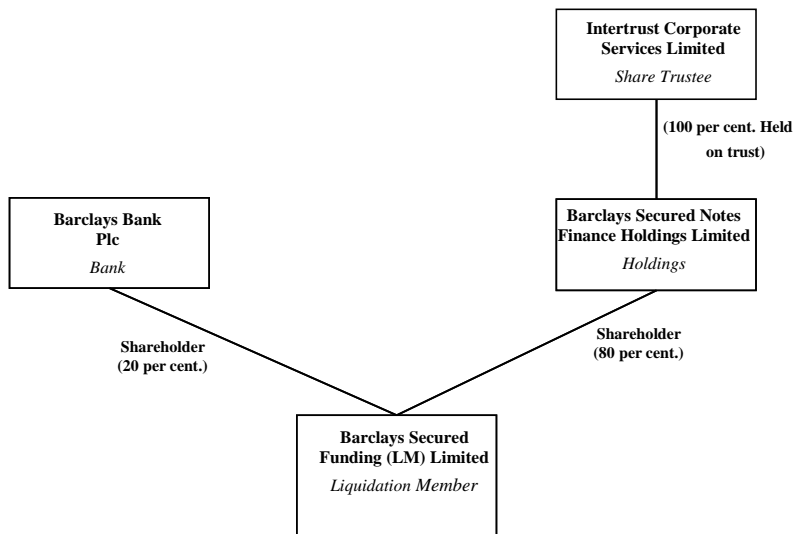 Intertrust Corporate
Services Limited
Share Trustee
(100 per cent. Held
on trust)
Barclays Bank
Plc
Bank
Barclays Secured Notes
Finance Holdings Limited
Holdings
Shareholder
(20 per cent.)
Shareholder
(80 per cent.)
Barclays Secured
Funding (LM) Limited
Liquidation Member